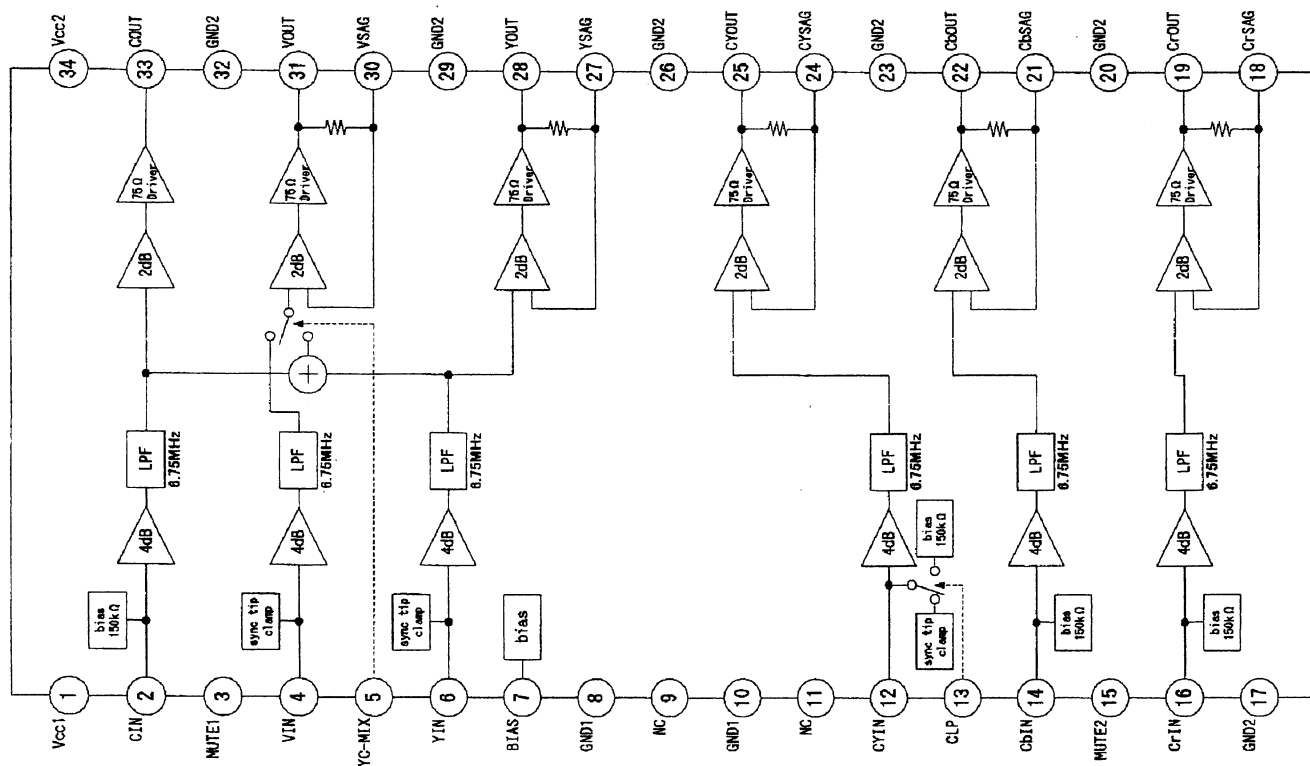 Vcc2
COUT
GND2
VOUT
VSAG
GND2
YOUT
YSAG
GND2
CYOUT
CYSAG
GND2
CbOUT
CbSAG
GND2
CrOUT
CrSAG
34
33
32
31
30
29
28
27
26
25
24
23
22
21
20
19
18
75Ω
Driver
75Ω
Driver
75Ω
Driver
75Ω
Driver
75Ω
Driver
75Ω
Driver
2dB
2dB
2dB
2dB
2dB
2dB
+
LPF
6.75MHz
LPF
6.75MHz
LPF
6.75MHz
LPF
6.75MHz
LPF
6.75MHz
LPF
6.75MHz
4dB
4dB
4dB
4dB
4dB
4dB
bias
150kΩ
sync tip
clamp
sync tip
clamp
bias
bias
150kΩ
sync tip
clamp
bias
150kΩ
bias
150kΩ
1
2
3
4
5
6
7
8
9
10
11
12
13
14
15
16
17
Vcc1
CIN
MUTE1
VIN
YC-MIX
YIN
BIAS
GND1
NC
GND1
NC
CYIN
CLP
CbIN
MUTE2
CrIN
GND2